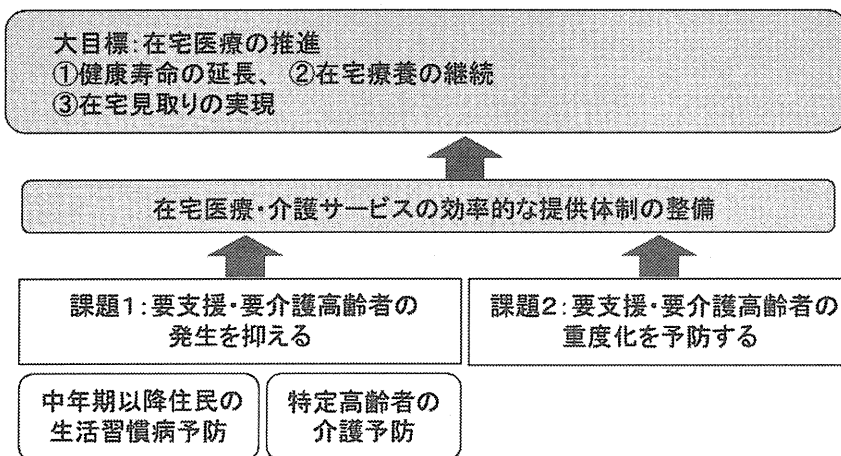 大目標:在宅医療の推進
①健康寿命の延長、 ②在宅療養の継続
③在宅見取りの実現
在宅医療・介護サービスの効率的な提供体制の整備
課題1:要支援・要介護高齢者の
発生を抑える
課題2:要支援・要介護高齢者の
重度化を予防する
中年期以降住民の
生活習慣病予防
特定高齢者の
介護予防